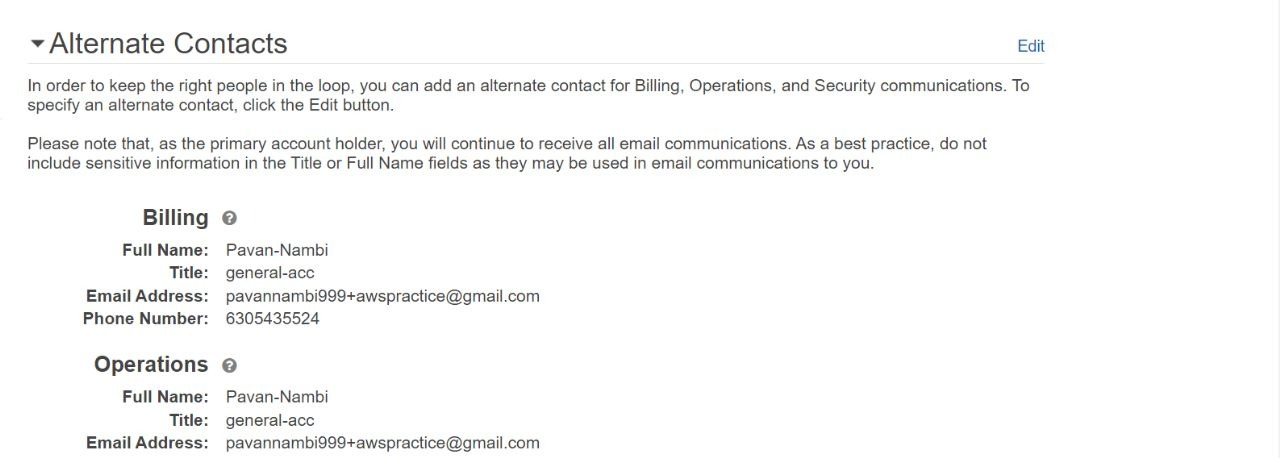 Alternate Contacts
Edit
In order to keep the right people in the loop, you can add an alternate contact for Billing, Operations, and Security communications. To
specify an alternate contact, click the Edit button.
Please note that, as the primary account holder, you will continue to receive all email communications. As a best practice, do not
include sensitive information in the Title or Full Name fields as they may be used in email communications to you.
Billing ?
Full Name: Pavan-Nambi
Title: general-acc
Email Address: pavannambi999+awspractice@gmail.com
Phone Number: 6305435524
Operations ?
Full Name: Pavan-Nambi
Title: general-acc
Email Address: pavannambi999+awspractice@gmail.com